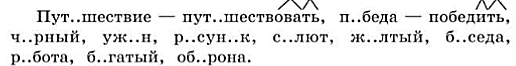 Пут..шествие — пут..шествовать, п..беда — победить,
ч..рный, уж..н, р..сун..к, с..лют, ж..лтый, б..седа,
р..бота, б..гатый, об..рона.